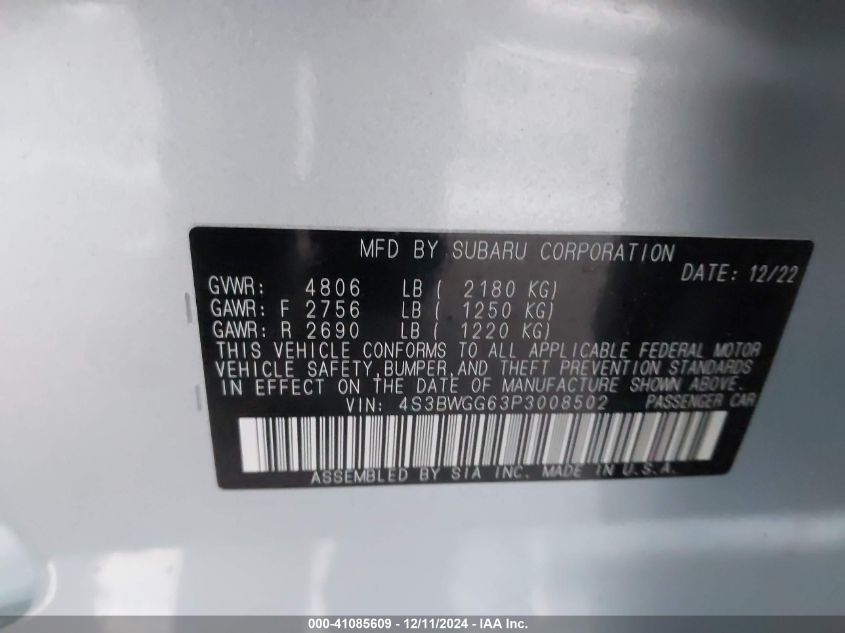 MFD BY SUBARU CORPORATION
DATE: 12/22
GVWR: 4806 LB ( 2180 KG)
GAWR: F 2756 LB ( 1250 KG)
GAWR: R 2690 LB ( 1220 KG)
THIS VEHICLE CONFORMS TO ALL APPLICABLE FEDERAL MOTOR
VEHICLE SAFETY,BUMPER,AND THEFT PREVENTION STANDARDS
IN EFFECT ON THE DATE OF MANUFACTURE SHOWN ABOVE.
VIN: 4S3BWGG63P3008502 PASSENGER CAR
ASSEMBLED BY SIA INC. MADE IN U.S.A.
000-41085609 - 12/11/2024 - IAA Inc.